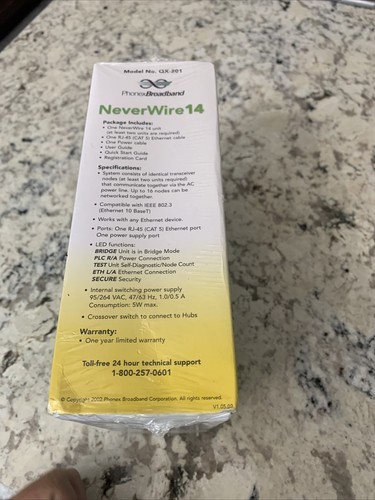 Model No. QX-201
PhonexBroadband
NeverWire14
Package Includes:
• One NeverWire 14 unit
(at least two units are required)
• One RJ-45 (CAT 5) Ethernet cable
• One Power cable
• User Guide
• Quick Start Guide
• Registration Card
Specifications:
• System consists of identical transceiver
nodes (at least two units required)
that communicate together via the AC
power line. Up to 16 nodes can be
networked together.
• Compatible with IEEE 802.3
(Ethernet 10 BaseT)
• Works with any Ethernet device.
• Ports: One RJ-45 (CAT 5) Ethernet port
One power supply port
• LED functions:
BRIDGE Unit is in Bridge Mode
PLC R/A Power Connection
TEST Unit Self-Diagnostic/Node Count
ETH L/A Ethernet Connection
SECURE Security
• Internal switching power supply
95/264 VAC, 47/63 Hz, 1.0/0.5 A
Consumption: 5W max.
• Crossover switch to connect to Hubs
Warranty:
• One year limited warranty
Toll-free 24 hour technical support
1-800-257-0601
© Copyright 2002 Phonex Broadband Corporation. All rights reserved.